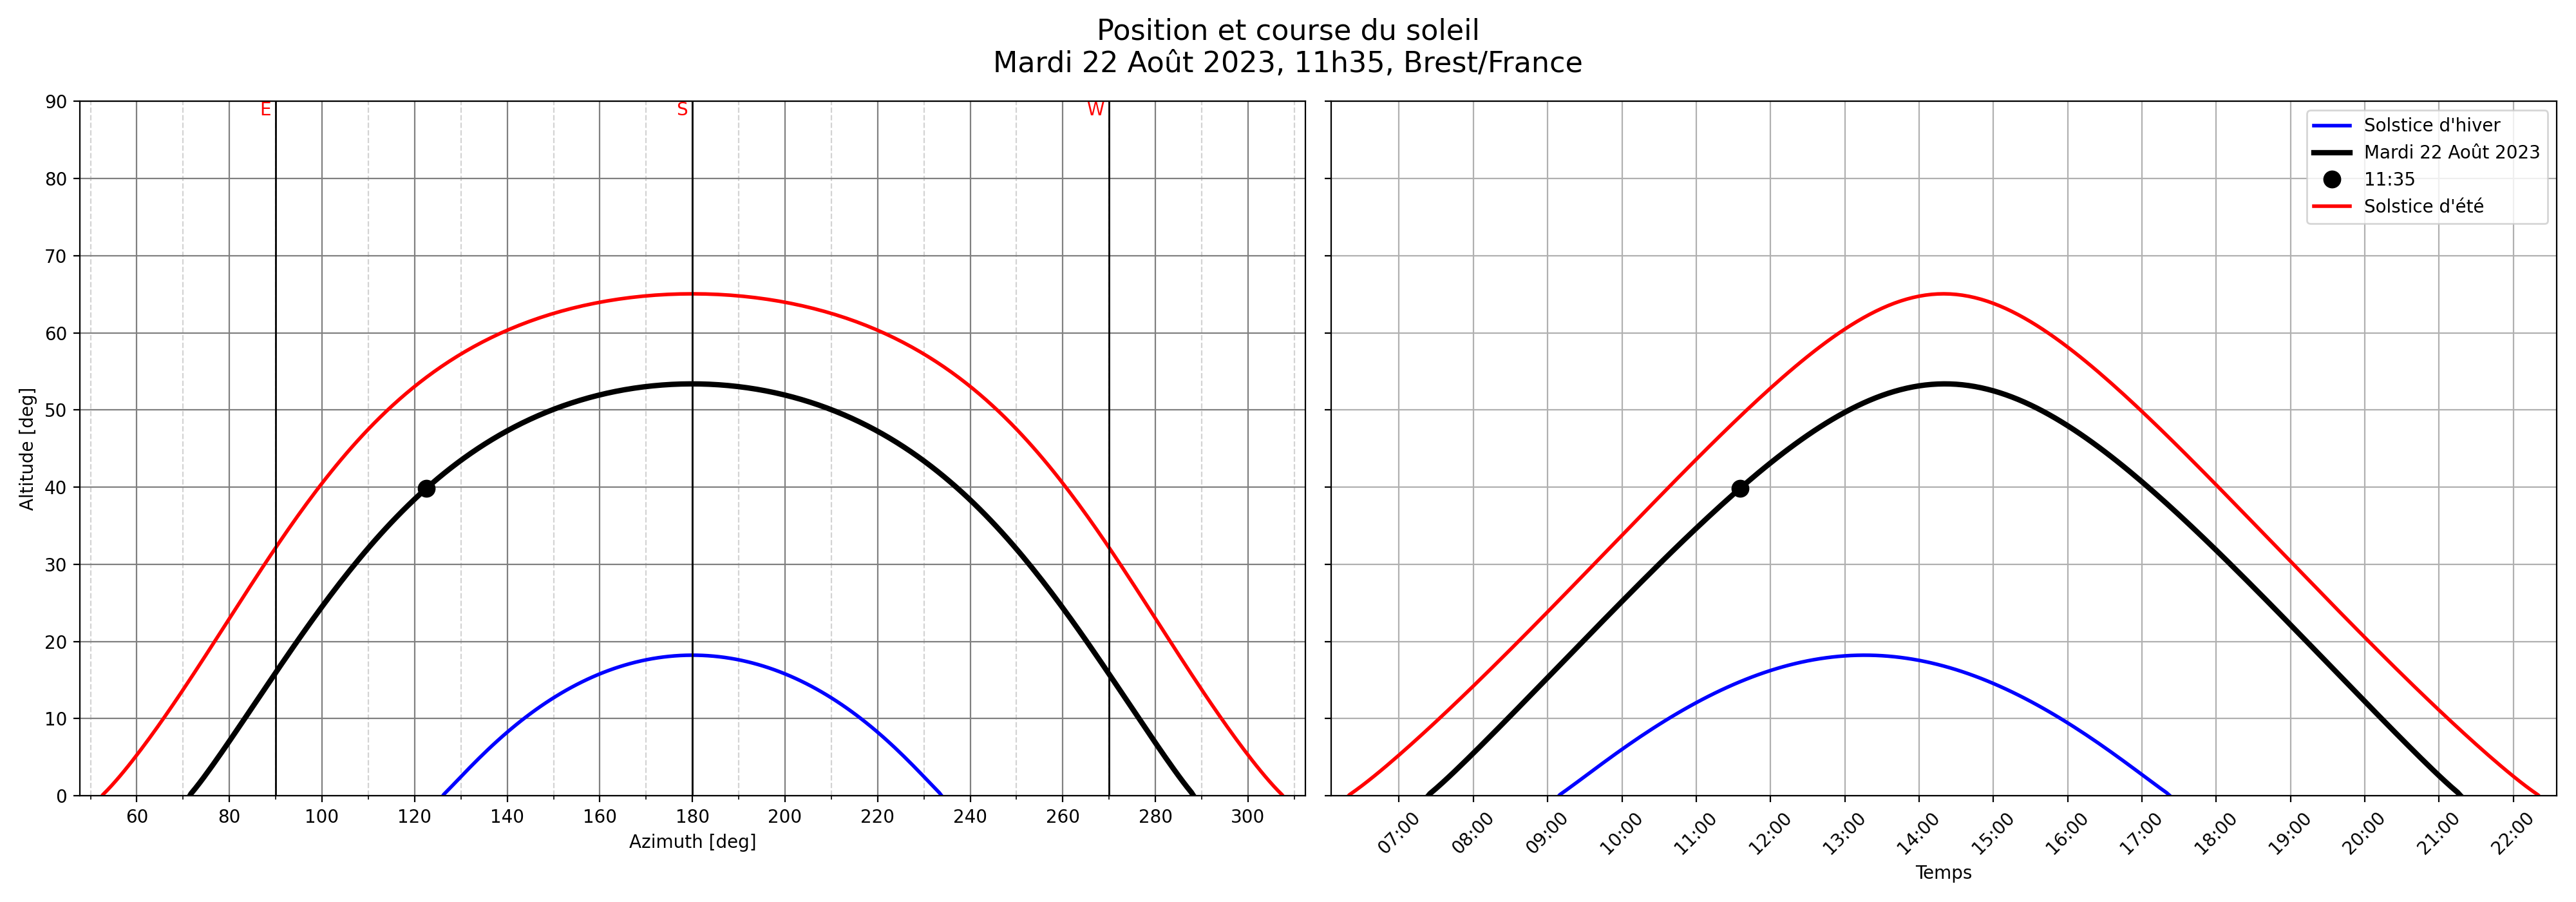 Position et course du soleil
Mardi 22 Août 2023, 11h35, Brest/France
E S W
90
80
70
60
50
40
30
20
10
0
Altitude [deg]
60 80 100 120 140 160 180 200 220 240 260 280 300
Azimuth [deg]
Solstice d'hiver
Mardi 22 Août 2023
11:35
Solstice d'été
07:00 08:00 09:00 10:00 11:00 12:00 13:00 14:00 15:00 16:00 17:00 18:00 19:00 20:00 21:00 22:00
Temps